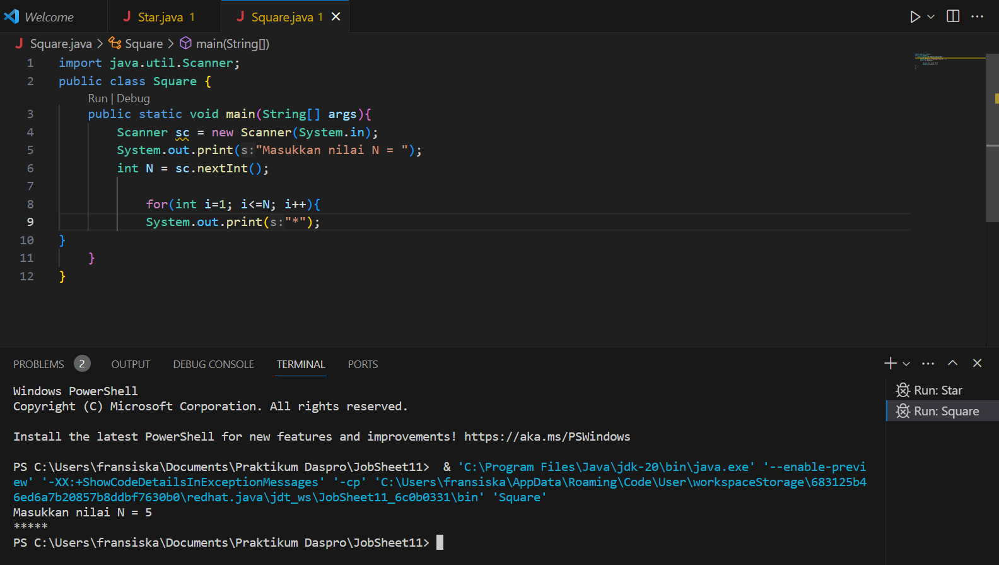 Welcome
Star.java 1
Square.java 1
Square.java > Square > main(String[])
1 import java.util.Scanner;
2 public class Square {
Run | Debug
3 public static void main(String[] args){
4 Scanner sc = new Scanner(System.in);
5 System.out.print(s:"Masukkan nilai N = ");
6 int N = sc.nextInt();
7
8 for(int i=1; i<=N; i++){
9 System.out.print(s:"*");
10 }
11 }
12 }
PROBLEMS 2 OUTPUT DEBUG CONSOLE TERMINAL PORTS
Run: Star
Run: Square
Windows PowerShell
Copyright (C) Microsoft Corporation. All rights reserved.
Install the latest PowerShell for new features and improvements! https://aka.ms/PSWindows
PS C:\Users\fransiska\Documents\Praktikum Daspro\JobSheet11> & 'C:\Program Files\Java\jdk-20\bin\java.exe' '--enable-previ
ew' '-XX:+ShowCodeDetailsInExceptionMessages' '-cp' 'C:\Users\fransiska\AppData\Roaming\Code\User\workspaceStorage\683125b4
6ed6a7b20857b8ddbf7630b0\redhat.java\jdt_ws\JobSheet11_6c0b0331\bin' 'Square'
Masukkan nilai N = 5
*****
PS C:\Users\fransiska\Documents\Praktikum Daspro\JobSheet11>